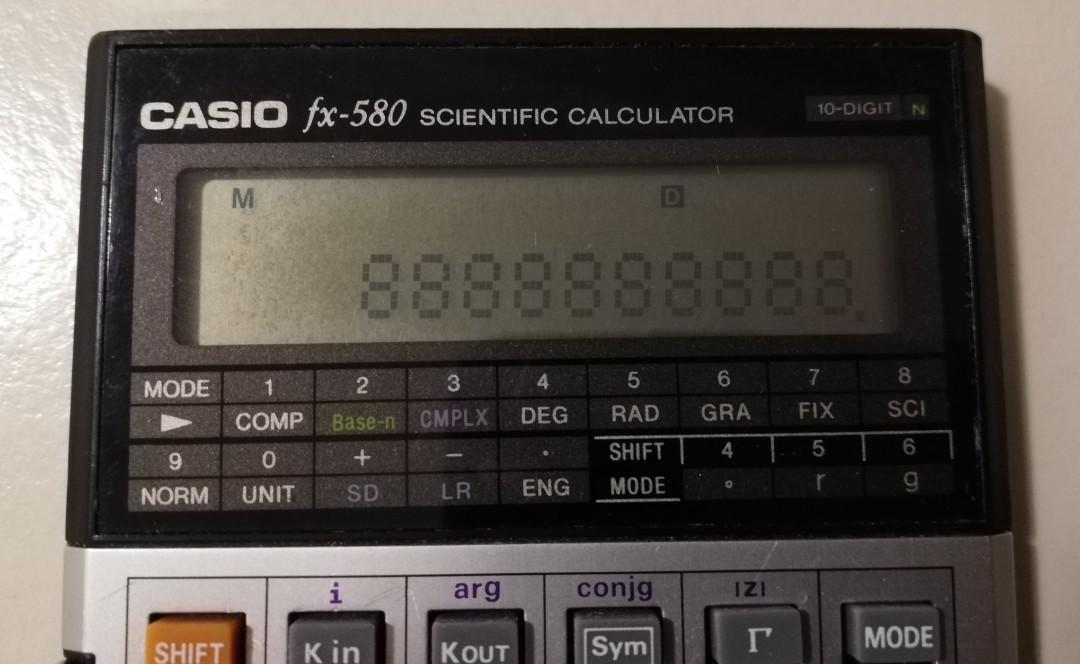 CASIO fx-580 SCIENTIFIC CALCULATOR 10-DIGIT N
M D
8888888888.
MODE 1 2 3 4 5 6 7 8
► COMP Base-n CMPLX DEG RAD GRA FIX SCI
9 0 + − · SHIFT 4 5 6
NORM UNIT SD LR ENG MODE ° r g
i arg conjg |Z|
SHIFT K in KOUT Sym Γ MODE